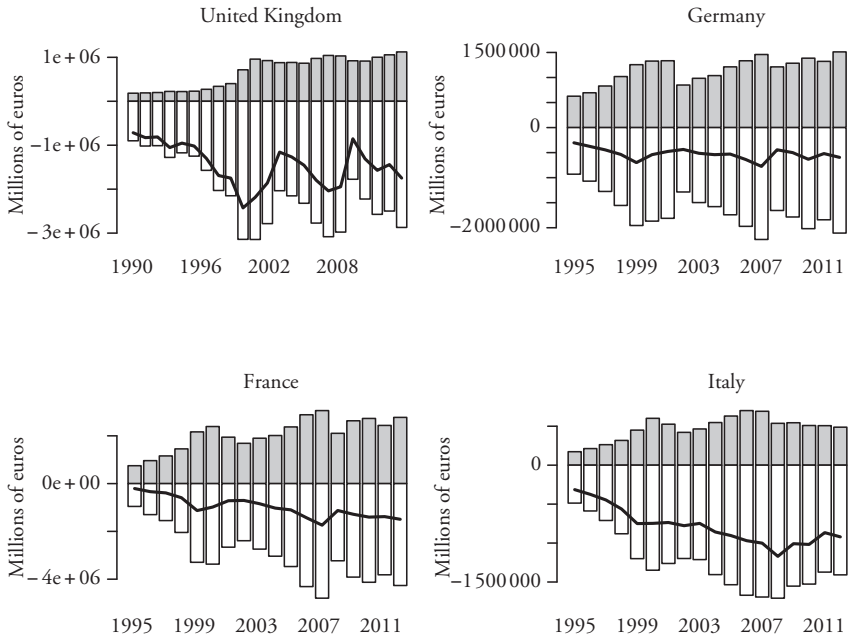 United Kingdom
Millions of euros
1e+06
−1e+06
−3e+06
1990 1996 2002 2008
Germany
Millions of euros
1500000
0
−2000000
1995 1999 2003 2007 2011
France
Millions of euros
0e+00
−4e+06
1995 1999 2003 2007 2011
Italy
Millions of euros
0
−1500000
1995 1999 2003 2007 2011